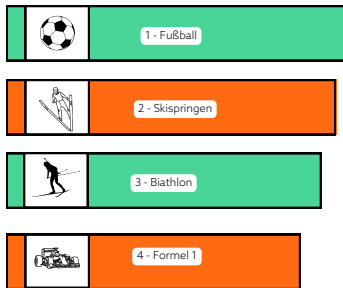 1 - Fußball
2 - Skispringen
3 - Biathlon
4 - Formel 1